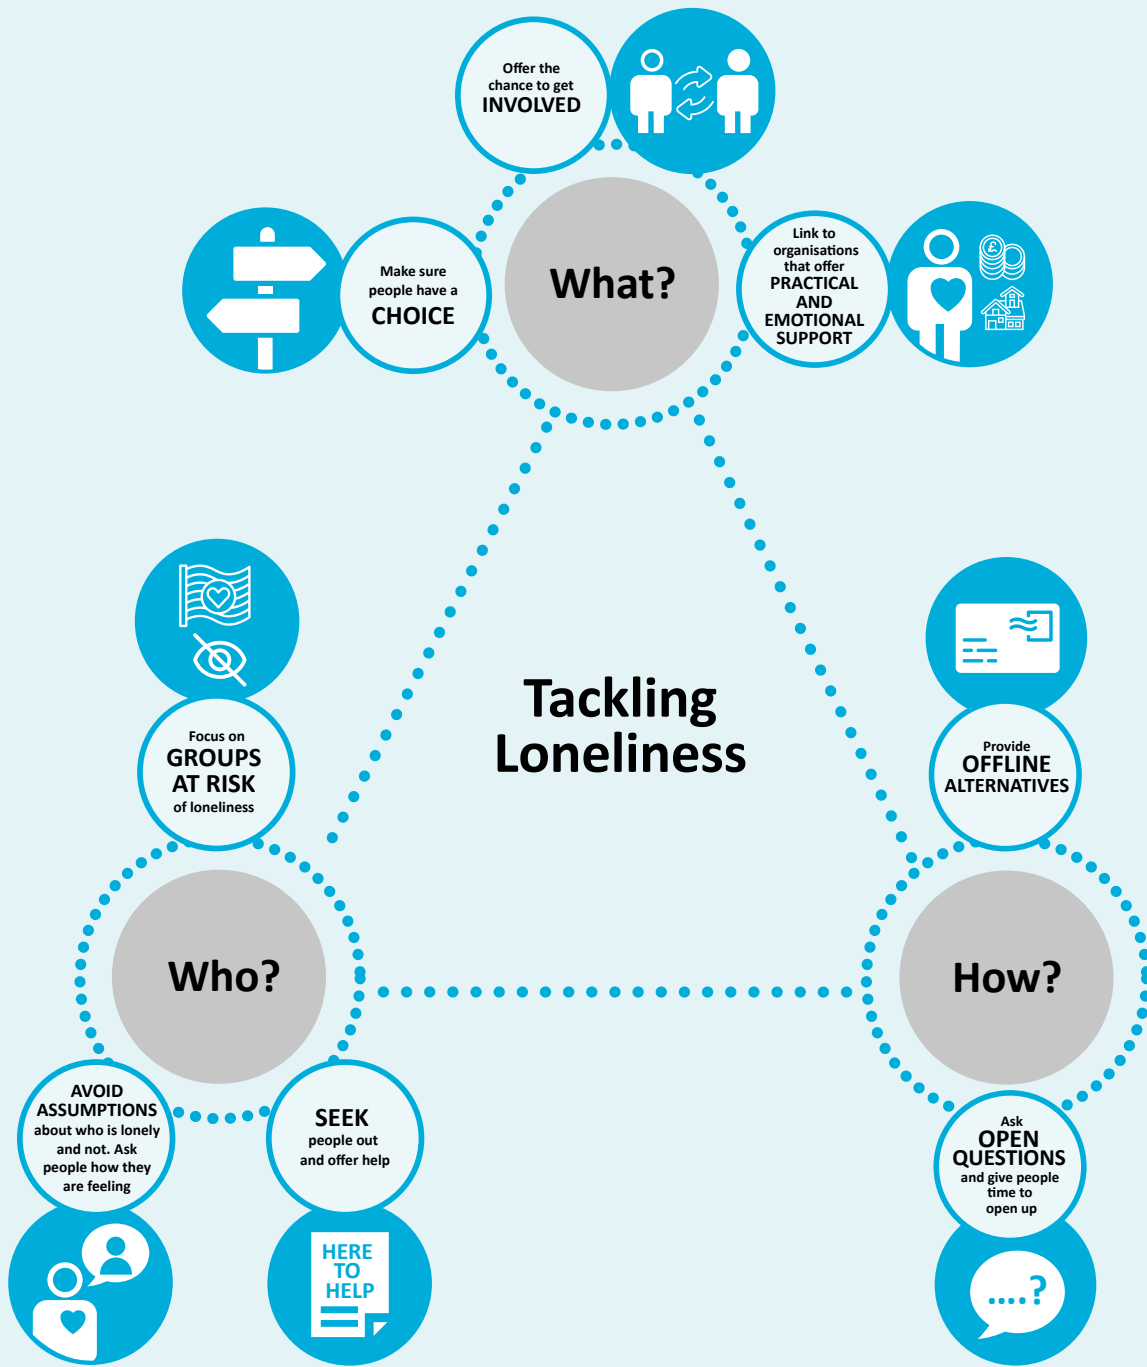 Offer the
chance to get
INVOLVED
Make sure
people have a
CHOICE
What?
Link to
organisations
that offer
PRACTICAL
AND
EMOTIONAL
SUPPORT
£
Tackling
Loneliness
Focus on
GROUPS
AT RISK
of loneliness
Who?
AVOID
ASSUMPTIONS
about who is lonely
and not. Ask
people how they
are feeling
SEEK
people out
and offer help
HERE
TO
HELP
Provide
OFFLINE
ALTERNATIVES
How?
Ask
OPEN
QUESTIONS
and give people
time to
open up
....?